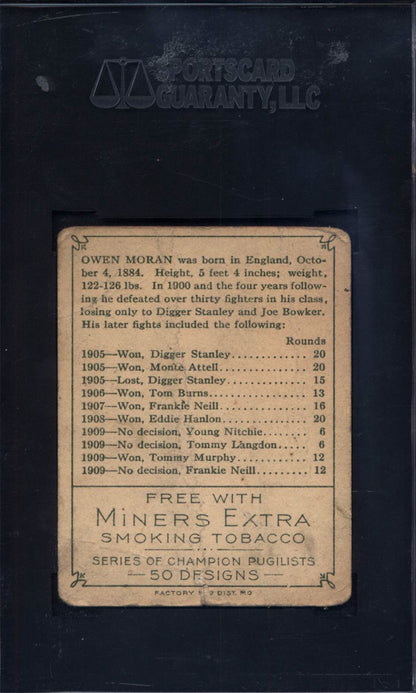 SPORTSCARD
GUARANTY, LLC
OWEN MORAN was born in England, Octo-
ber 4, 1884. Height, 5 feet 4 inches; weight,
122-126 lbs. In 1900 and the four years follow-
ing he defeated over thirty fighters in his class,
losing only to Digger Stanley and Joe Bowker.
His later fights included the following:
Rounds
1905—Won, Digger Stanley............. 20
1905—Won, Monte Attell............. 20
1905—Lost, Digger Stanley............ 15
1906—Won, Tom Burns............... 13
1907—Won, Frankie Neill............. 16
1908—Won, Eddie Hanlon............. 20
1909—No decision, Young Nitchie....... 6
1909—No decision, Tommy Langdon.... 6
1909—Won, Tommy Murphy........... 12
1909—No decision, Frankie Neill......... 12
FREE WITH
MINERS EXTRA
SMOKING TOBACCO
SERIES OF CHAMPION PUGILISTS
— 50 DESIGNS —
FACTORY DIST. MO